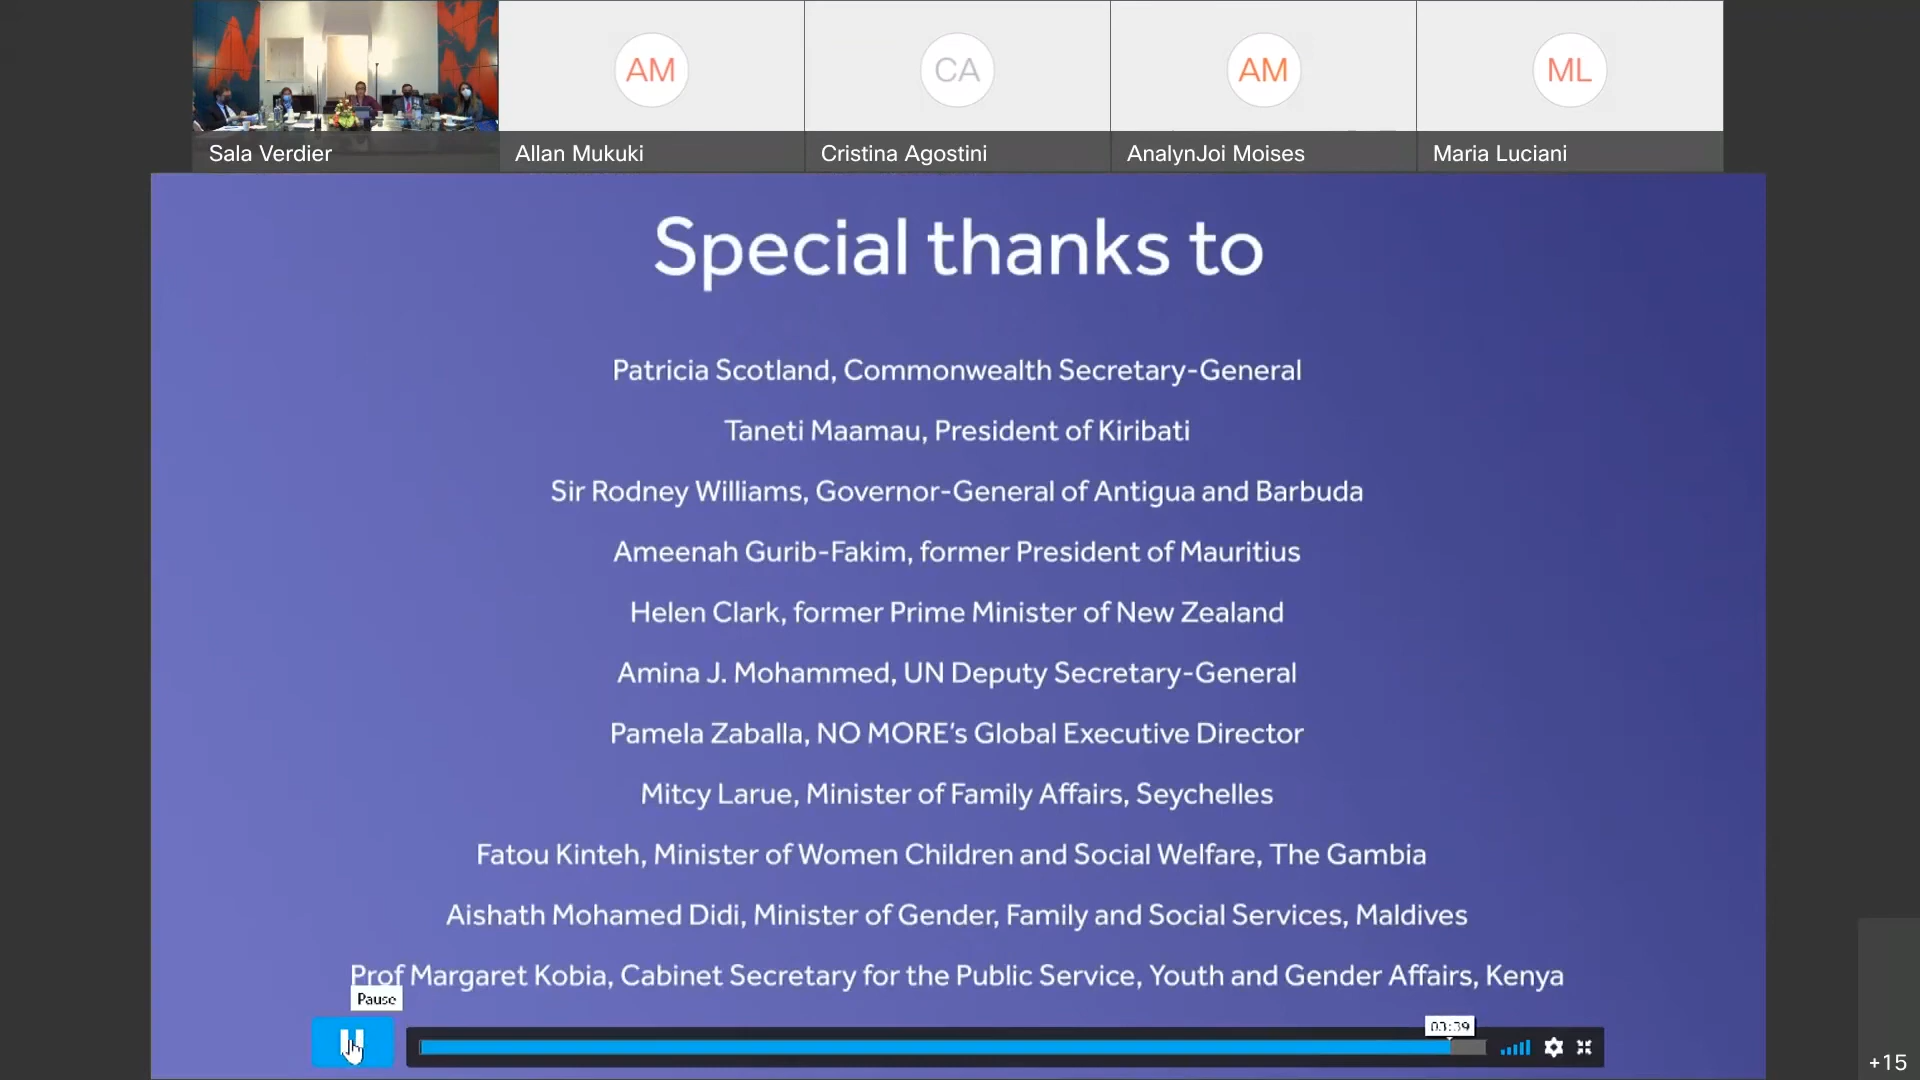 AM
CA
AM
ML
Sala Verdier
Allan Mukuki
Cristina Agostini
AnalynJoi Moises
Maria Luciani
Special thanks to
Patricia Scotland, Commonwealth Secretary-General
Taneti Maamau, President of Kiribati
Sir Rodney Williams, Governor-General of Antigua and Barbuda
Ameenah Gurib-Fakim, former President of Mauritius
Helen Clark, former Prime Minister of New Zealand
Amina J. Mohammed, UN Deputy Secretary-General
Pamela Zaballa, NO MORE's Global Executive Director
Mitcy Larue, Minister of Family Affairs, Seychelles
Fatou Kinteh, Minister of Women Children and Social Welfare, The Gambia
Aishath Mohamed Didi, Minister of Gender, Family and Social Services, Maldives
Prof Margaret Kobia, Cabinet Secretary for the Public Service, Youth and Gender Affairs, Kenya
Pause
03:39
+15